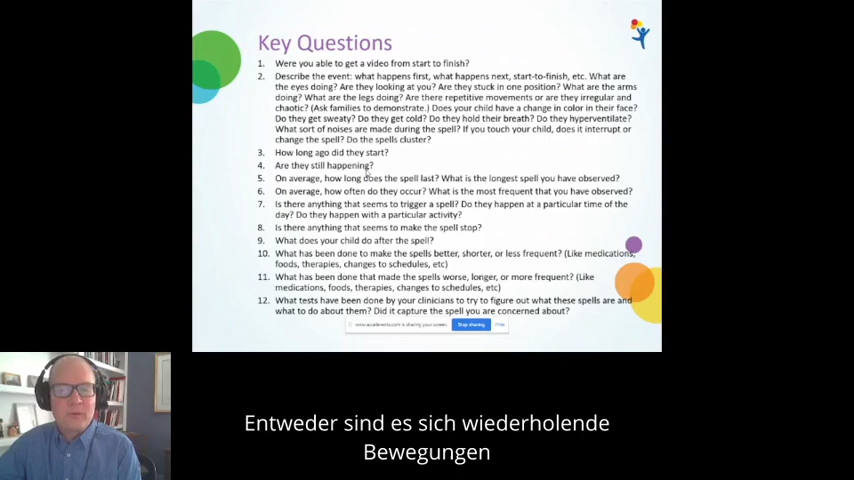 Key Questions
1. Were you able to get a video from start to finish?
2. Describe the event: what happens first, what happens next, start-to-finish, etc. What are
the eyes doing? Are they looking at you? Are they stuck in one position? What are the arms
doing? What are the legs doing? Are there repetitive movements or are they irregular and
chaotic? (Ask families to demonstrate.) Does your child have a change in color in their face?
Do they get sweaty? Do they get cold? Do they hold their breath? Do they hyperventilate?
What sort of noises are made during the spell? If you touch your child, does it interrupt or
change the spell? Do the spells cluster?
3. How long ago did they start?
4. Are they still happening?
5. On average, how long does the spell last? What is the longest spell you have observed?
6. On average, how often do they occur? What is the most frequent that you have observed?
7. Is there anything that seems to trigger a spell? Do they happen at a particular time of the
day? Do they happen with a particular activity?
8. Is there anything that seems to make the spell stop?
9. What does your child do after the spell?
10. What has been done to make the spells better, shorter, or less frequent? (Like medications,
foods, therapies, changes to schedules, etc)
11. What has been done that made the spells worse, longer, or more frequent? (Like
medications, foods, therapies, changes to schedules, etc)
12. What tests have been done by your clinicians to try to figure out what these spells are and
what to do about them? Did it capture the spell you are concerned about?
is sharing your screen. Stop sharing Hide
Entweder sind es sich wiederholende
Bewegungen